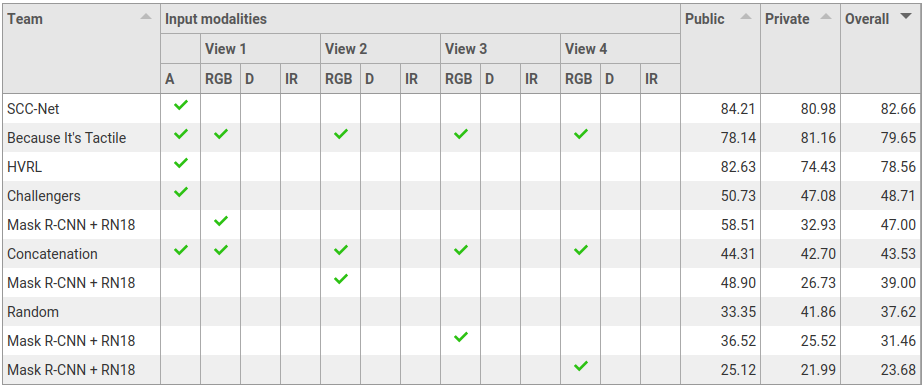 Team Input modalities Public Private Overall
View 1 View 2 View 3 View 4
A RGB D IR RGB D IR RGB D IR RGB D IR
SCC-Net 84.21 80.98 82.66
Because It's Tactile 78.14 81.16 79.65
HVRL 82.63 74.43 78.56
Challengers 50.73 47.08 48.71
Mask R-CNN + RN18 58.51 32.93 47.00
Concatenation 44.31 42.70 43.53
Mask R-CNN + RN18 48.90 26.73 39.00
Random 33.35 41.86 37.62
Mask R-CNN + RN18 36.52 25.52 31.46
Mask R-CNN + RN18 25.12 21.99 23.68